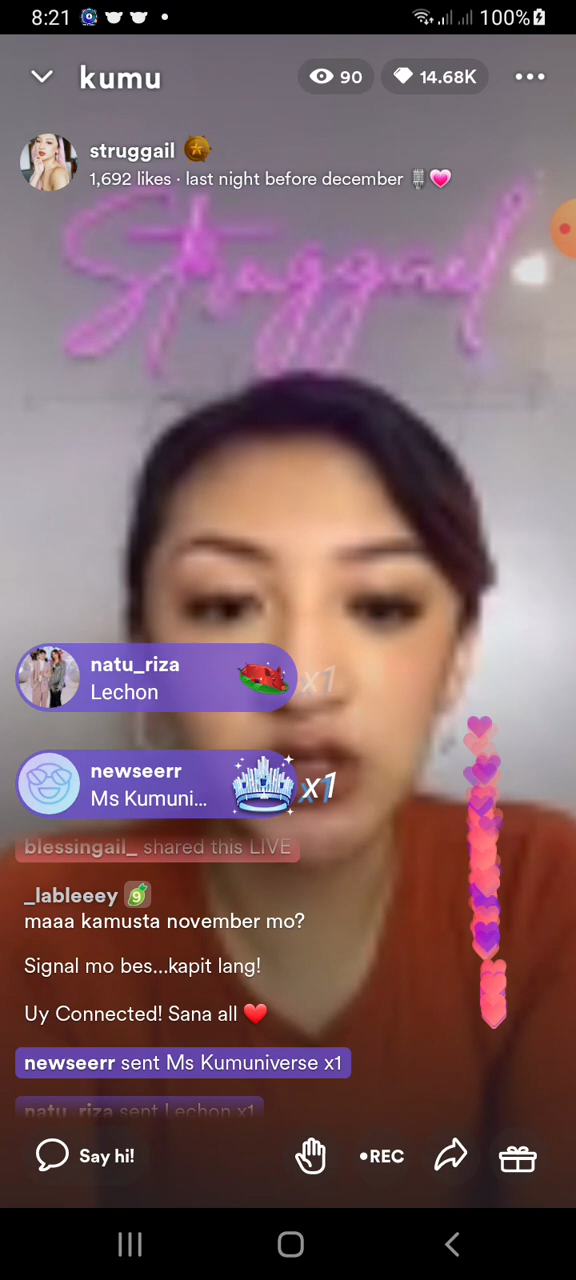 8:21
100%
kumu
90
14.68K
struggail
1,692 likes · last night before december
Struggail
natu_riza
Lechon
x1
newseerr
Ms Kumuni...
x1
blessingail_ shared this LIVE
_lableeey 9
maaa kamusta november mo?
Signal mo bes...kapit lang!
Uy Connected! Sana all
newseerr sent Ms Kumuniverse x1
natu_riza sent Lechon x1
Say hi!
•REC